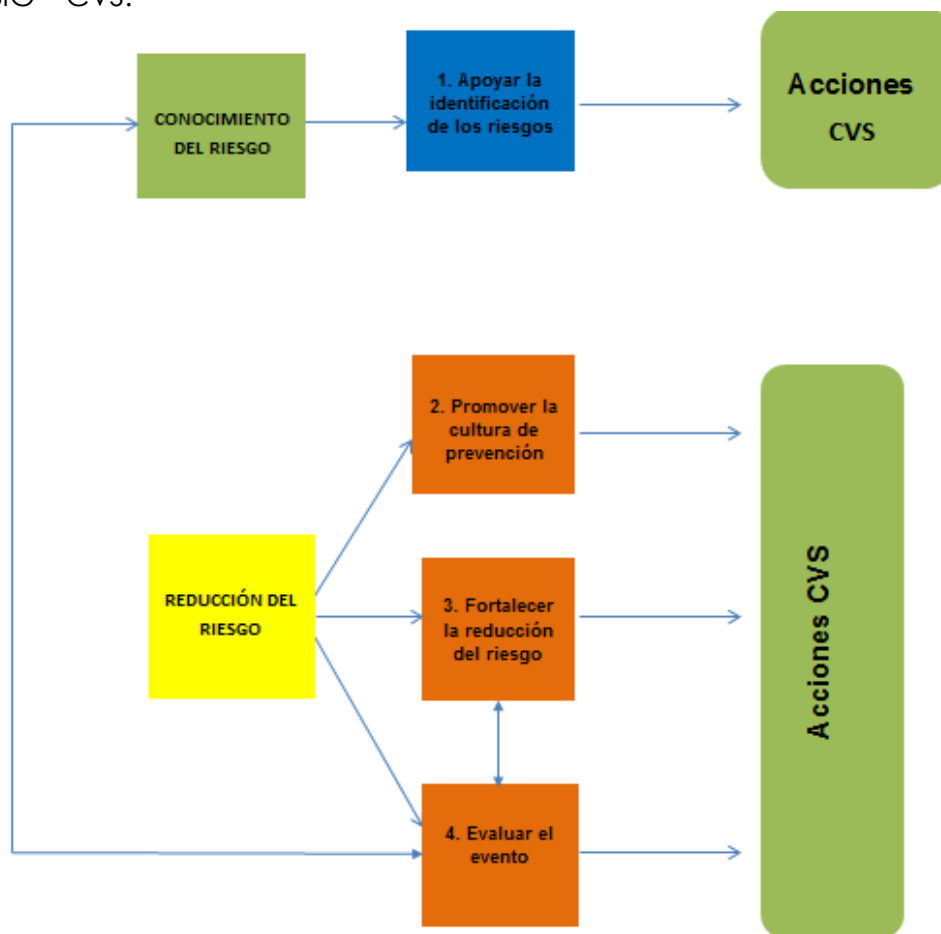 CVS.
CONOCIMIENTO
DEL RIESGO
1. Apoyar la
identificación
de los riesgos
Acciones
CVS
2. Promover la
cultura de
prevención
REDUCCIÓN DEL
RIESGO
3. Fortalecer
la reducción
del riesgo
Acciones CVS
4. Evaluar el
evento